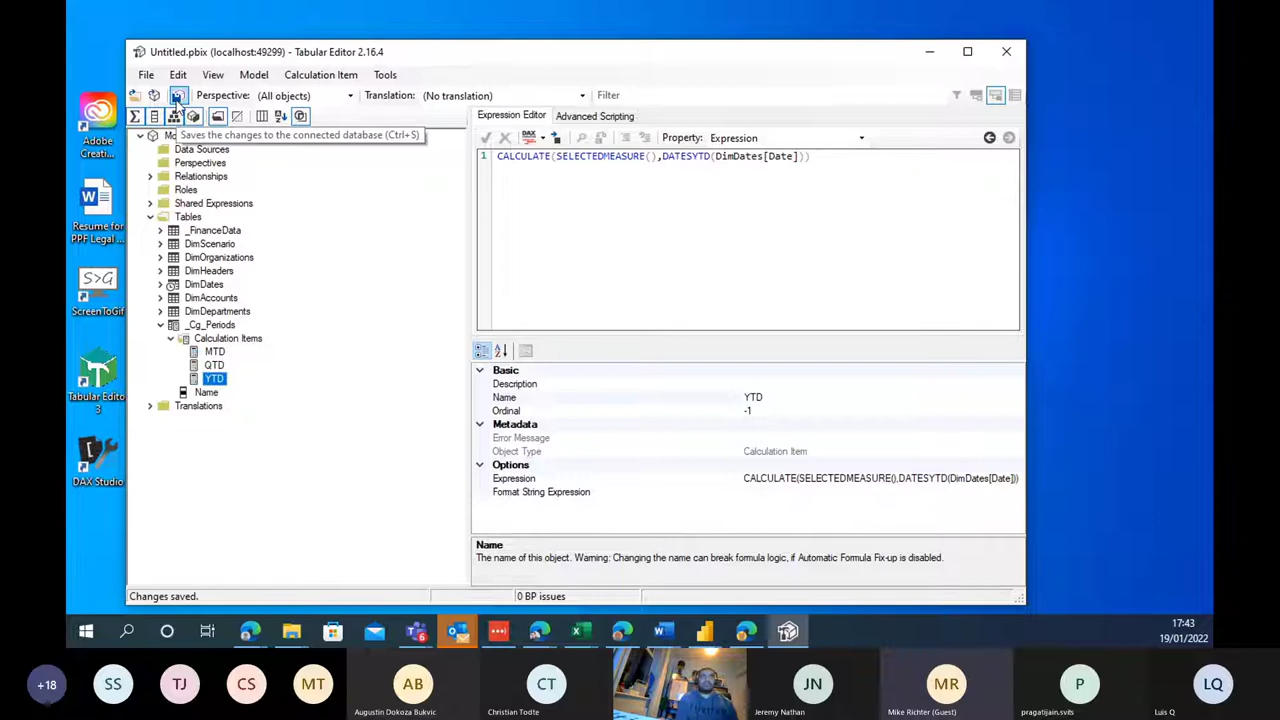 Untitled.pbix (localhost:49299) - Tabular Editor 2.16.4
File Edit View Model Calculation Item Tools
Perspective: (All objects) Translation: (No translation) Filter
Saves the changes to the connected database (Ctrl+S)
Data Sources
Perspectives
Relationships
Roles
Shared Expressions
Tables
_FinanceData
DimScenario
DimOrganizations
DimHeaders
DimDates
DimAccounts
DimDepartments
_Cg_Periods
Calculation Items
MTD
QTD
YTD
Name
Translations
Expression Editor Advanced Scripting
DAX Property: Expression
1 CALCULATE(SELECTEDMEASURE(),DATESYTD(DimDates[Date]))
Basic
Description
Name YTD
Ordinal -1
Metadata
Error Message
Object Type Calculation Item
Options
Expression CALCULATE(SELECTEDMEASURE(),DATESYTD(DimDates[Date]))
Format String Expression
Name
The name of this object. Warning: Changing the name can break formula logic, if Automatic Formula Fix-up is disabled.
Changes saved. 0 BP issues
Adobe
Creati...
Resume for
PPF Legal ...
S>G
ScreenToGif
Tabular Editor
3
DAX Studio
17:43
19/01/2022
+18 SS TJ CS MT AB CT JN MR P LQ
Augustin Dokoza Bukvic Christian Todte Jeremy Nathan Mike Richter (Guest) pragatijain.svits Luis Q